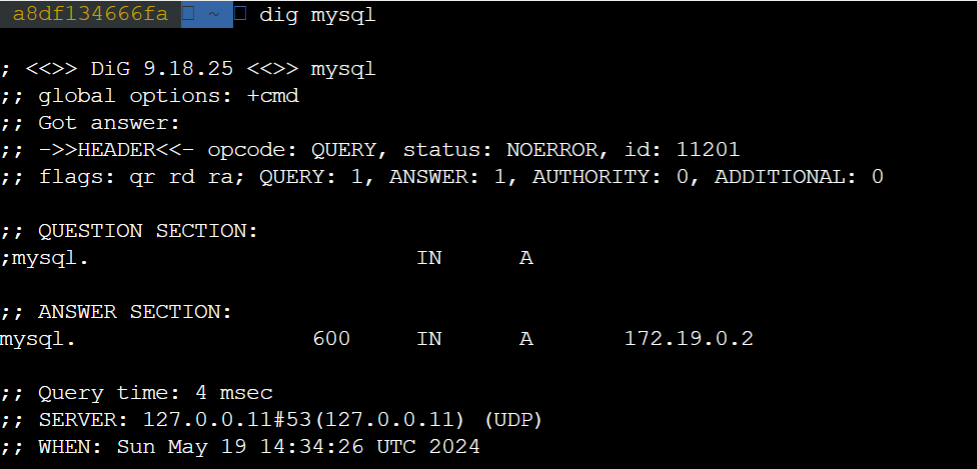 a8df134666fa ~ dig mysql
; <<>> DiG 9.18.25 <<>> mysql
;; global options: +cmd
;; Got answer:
;; ->>HEADER<<- opcode: QUERY, status: NOERROR, id: 11201
;; flags: qr rd ra; QUERY: 1, ANSWER: 1, AUTHORITY: 0, ADDITIONAL: 0
;; QUESTION SECTION:
;mysql. IN A
;; ANSWER SECTION:
mysql. 600 IN A 172.19.0.2
;; Query time: 4 msec
;; SERVER: 127.0.0.11#53(127.0.0.11) (UDP)
;; WHEN: Sun May 19 14:34:26 UTC 2024